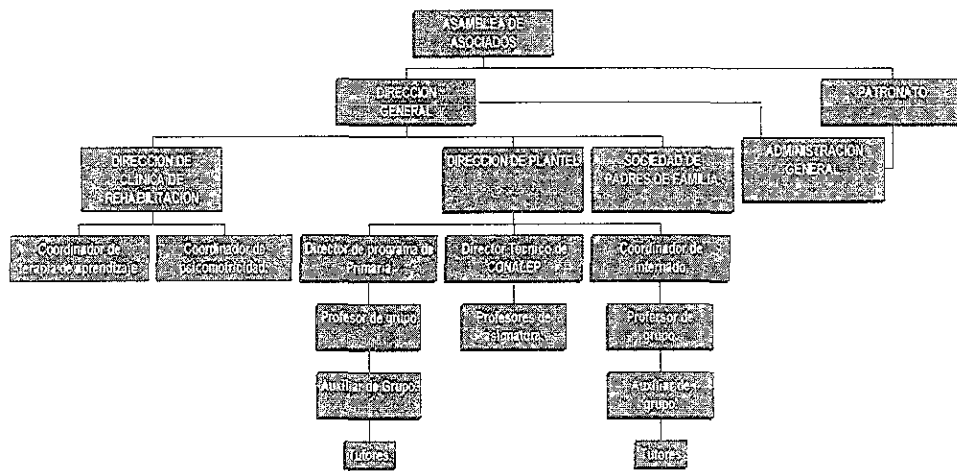 ASAMBLEA DE
ASOCIADOS
DIRECCION
GENERAL
PATRONATO
DIRECCION DE
CLINICA DE
REHABILITACION
DIRECCION DE PLANTEL
SOCIEDAD DE
PADRES DE FAMILIA
ADMINISTRACION
GENERAL
Coordinador de
terapia de aprendizaje
Coordinador de
psicomotricidad
Director de programa de
Primaria
Director Técnico de
CONALEP
Coordinador de
Internado
Profesor de grupo
Profesores de
asignatura
Profesor de
grupo
Auxiliar de Grupo
Auxiliar de
grupo
Tutores
Tutores